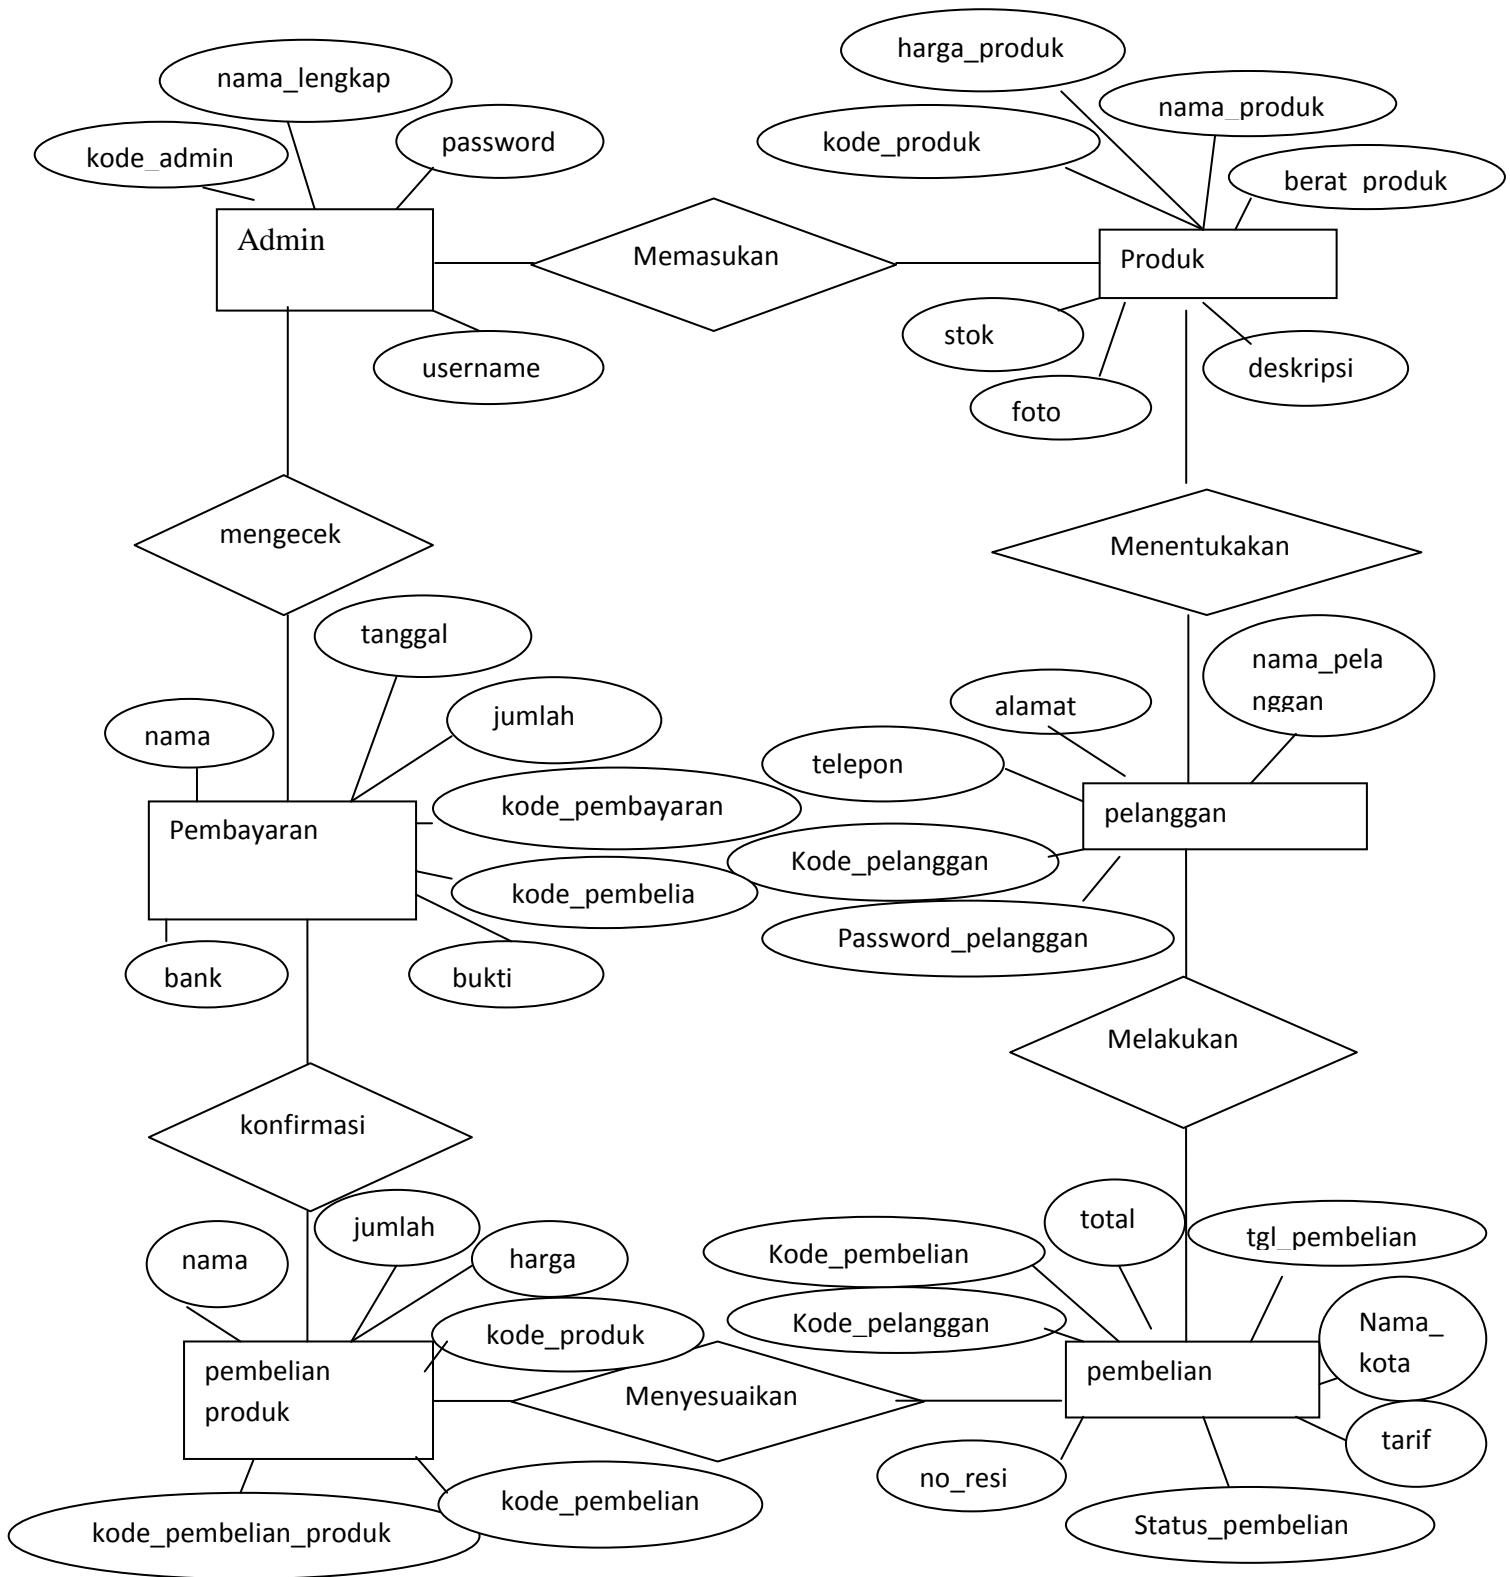 harga_produk
nama_lengkap
nama_produk
password
kode_produk
kode_admin
berat_produk
Admin
Memasukan
Produk
stok
username
deskripsi
foto
mengecek
Menentukakan
tanggal
nama_pela
nggan
alamat
jumlah
nama
telepon
kode_pembayaran
pelanggan
Pembayaran
Kode_pelanggan
kode_pembelia
Password_pelanggan
bank
bukti
Melakukan
konfirmasi
jumlah
total
tgl_pembelian
nama
harga
Kode_pembelian
Kode_pelanggan
Nama_
kota
kode_produk
pembelian
produk
Menyesuaikan
pembelian
tarif
no_resi
kode_pembelian
kode_pembelian_produk
Status_pembelian